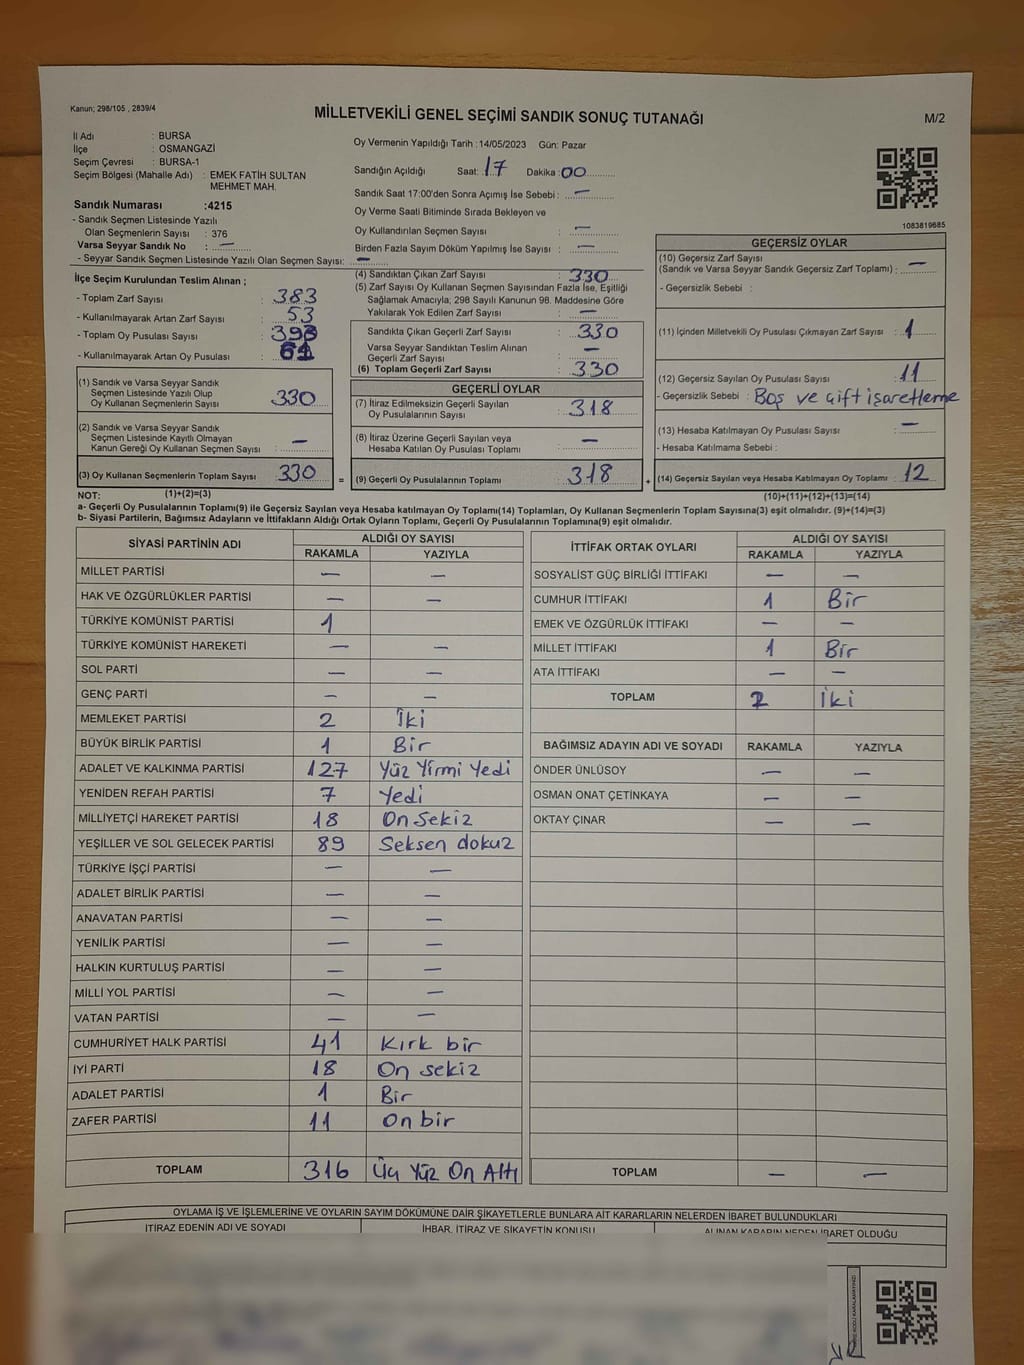 Kanun; 298/105 , 2839/4
MİLLETVEKİLİ GENEL SEÇİMİ SANDIK SONUÇ TUTANAĞI
M/2
İl Adı : BURSA
İlçe : OSMANGAZİ
Seçim Çevresi : BURSA-1
Seçim Bölgesi (Mahalle Adı) : EMEK FATİH SULTAN
MEHMET MAH.
Sandık Numarası :4215
- Sandık Seçmen Listesinde Yazılı
Olan Seçmenlerin Sayısı : 376
Varsa Seyyar Sandık No : —
- Seyyar Sandık Seçmen Listesinde Yazılı Olan Seçmen Sayısı: —
Oy Vermenin Yapıldığı Tarih :14/05/2023 Gün: Pazar
Sandığın Açıldığı Saat: 17 Dakika :00
Sandık Saat 17:00'den Sonra Açımış İse Sebebi : —
Oy Verme Saati Bitiminde Sırada Bekleyen ve
Oy Kullandırılan Seçmen Sayısı : —
Birden Fazla Sayım Döküm Yapılmış İse Sayısı : —
1083819685
İlçe Seçim Kurulundan Teslim Alınan ;
- Toplam Zarf Sayısı : 383
- Kullanılmayarak Artan Zarf Sayısı : 53
- Toplam Oy Pusulası Sayısı :
- Kullanılmayarak Artan Oy Pusulası :
(1) Sandık ve Varsa Seyyar Sandık
Seçmen Listesinde Yazılı Olup
Oy Kullanan Seçmenlerin Sayısı : 330
(2) Sandık ve Varsa Seyyar Sandık
Seçmen Listesinde Kayıtlı Olmayan
Kanun Gereği Oy Kullanan Seçmen Sayısı : —
(3) Oy Kullanan Seçmenlerin Toplam Sayısı : 330 =
(4) Sandıktan Çıkan Zarf Sayısı : 330
(5) Zarf Sayısı Oy Kullanan Seçmen Sayısından Fazla İse, Eşitliği
Sağlamak Amacıyla; 298 Sayılı Kanunun 98. Maddesine Göre
Yakılarak Yok Edilen Zarf Sayısı : —
Sandıkta Çıkan Geçerli Zarf Sayısı : 330
Varsa Seyyar Sandıktan Teslim Alınan
Geçerli Zarf Sayısı : —
(6) Toplam Geçerli Zarf Sayısı : 330
GEÇERLİ OYLAR
(7) İtiraz Edilmeksizin Geçerli Sayılan
Oy Pusulalarının Sayısı : 318
(8) İtiraz Üzerine Geçerli Sayılan veya
Hesaba Katılan Oy Pusulası Toplamı : —
(9) Geçerli Oy Pusulalarının Toplamı : 318 +
GEÇERSİZ OYLAR
(10) Geçersiz Zarf Sayısı
(Sandık ve Varsa Seyyar Sandık Geçersiz Zarf Toplamı) : —
- Geçersizlik Sebebi :
(11) İçinden Milletvekili Oy Pusulası Çıkmayan Zarf Sayısı : 1
(12) Geçersiz Sayılan Oy Pusulası Sayısı : 11
- Geçersizlik Sebebi : Boş ve çift işaretleme
(13) Hesaba Katılmayan Oy Pusulası Sayısı : —
- Hesaba Katılmama Sebebi :
(14) Geçersiz Sayılan veya Hesaba Katılmayan Oy Toplamı : 12
NOT: (1)+(2)=(3) (10)+(11)+(12)+(13)=(14)
a- Geçerli Oy Pusulalarının Toplamı(9) ile Geçersiz Sayılan veya Hesaba katılmayan Oy Toplamı(14) Toplamları, Oy Kullanan Seçmenlerin Toplam Sayısına(3) eşit olmalıdır. (9)+(14)=(3)
b- Siyasi Partilerin, Bağımsız Adayların ve İttifakların Aldığı Ortak Oyların Toplamı, Geçerli Oy Pusulalarının Toplamına(9) eşit olmalıdır.
SİYASİ PARTİNİN ADI ALDIĞI OY SAYISI
RAKAMLA YAZIYLA
MİLLET PARTİSİ — —
HAK VE ÖZGÜRLÜKLER PARTİSİ — —
TÜRKİYE KOMÜNİST PARTİSİ 1
TÜRKİYE KOMÜNİST HAREKETİ — —
SOL PARTİ — —
GENÇ PARTİ — —
MEMLEKET PARTİSİ 2 İki
BÜYÜK BİRLİK PARTİSİ 1 Bir
ADALET VE KALKINMA PARTİSİ 127 Yüz Yirmi Yedi
YENİDEN REFAH PARTİSİ 7 Yedi
MİLLİYETÇİ HAREKET PARTİSİ 18 On Sekiz
YEŞİLLER VE SOL GELECEK PARTİSİ 89 Seksen dokuz
TÜRKİYE İŞÇİ PARTİSİ — —
ADALET BİRLİK PARTİSİ — —
ANAVATAN PARTİSİ — —
YENİLİK PARTİSİ — —
HALKIN KURTULUŞ PARTİSİ — —
MİLLİ YOL PARTİSİ — —
VATAN PARTİSİ — —
CUMHURİYET HALK PARTİSİ 41 Kırk bir
İYİ PARTİ 18 On sekiz
ADALET PARTİSİ 1 Bir
ZAFER PARTİSİ 11 On bir
TOPLAM 316 Üç Yüz On Altı
İTTİFAK ORTAK OYLARI ALDIĞI OY SAYISI
RAKAMLA YAZIYLA
SOSYALİST GÜÇ BİRLİĞİ İTTİFAKI — —
CUMHUR İTTİFAKI 1 Bir
EMEK VE ÖZGÜRLÜK İTTİFAKI — —
MİLLET İTTİFAKI 1 Bir
ATA İTTİFAKI — —
TOPLAM 2 İki
BAĞIMSIZ ADAYIN ADI VE SOYADI RAKAMLA YAZIYLA
ÖNDER ÜNLÜSOY — —
OSMAN ONAT ÇETİNKAYA — —
OKTAY ÇINAR — —
TOPLAM — —
OYLAMA İŞ VE İŞLEMLERİNE VE OYLARIN SAYIM DÖKÜMÜNE DAİR ŞİKAYETLERLE BUNLARA AİT KARARLARIN NELERDEN İBARET BULUNDUKLARI
İTİRAZ EDENİN ADI VE SOYADI İHBAR, İTİRAZ VE ŞİKAYETİN KONUSU ALINAN KARARIN NEDEN İBARET OLDUĞU